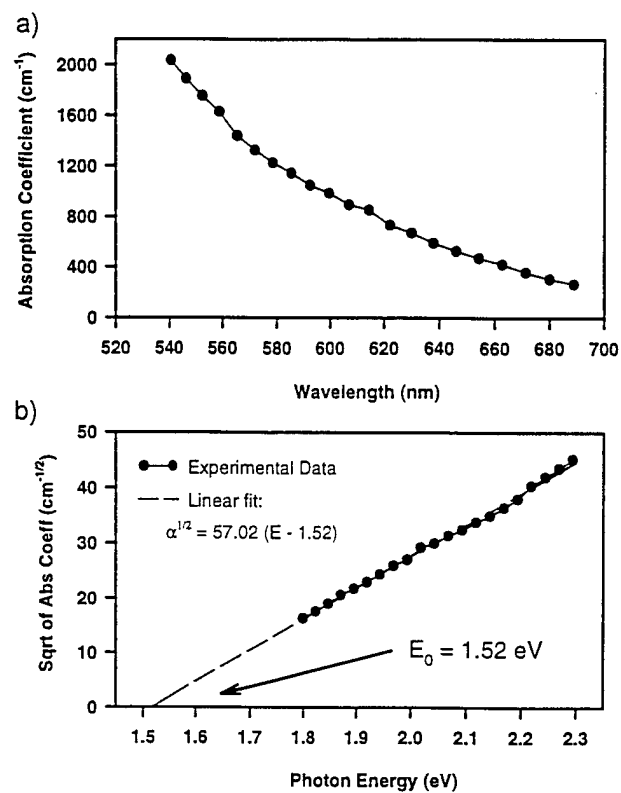 a)
Absorption Coefficient (cm⁻¹)
2000
1600
1200
800
400
0
520 540 560 580 600 620 640 660 680 700
Wavelength (nm)
b)
Sqrt of Abs Coeff (cm⁻¹/²)
50
40
30
20
10
0
Experimental Data
Linear fit:
α¹/² = 57.02 (E - 1.52)
E₀ = 1.52 eV
1.5 1.6 1.7 1.8 1.9 2.0 2.1 2.2 2.3
Photon Energy (eV)